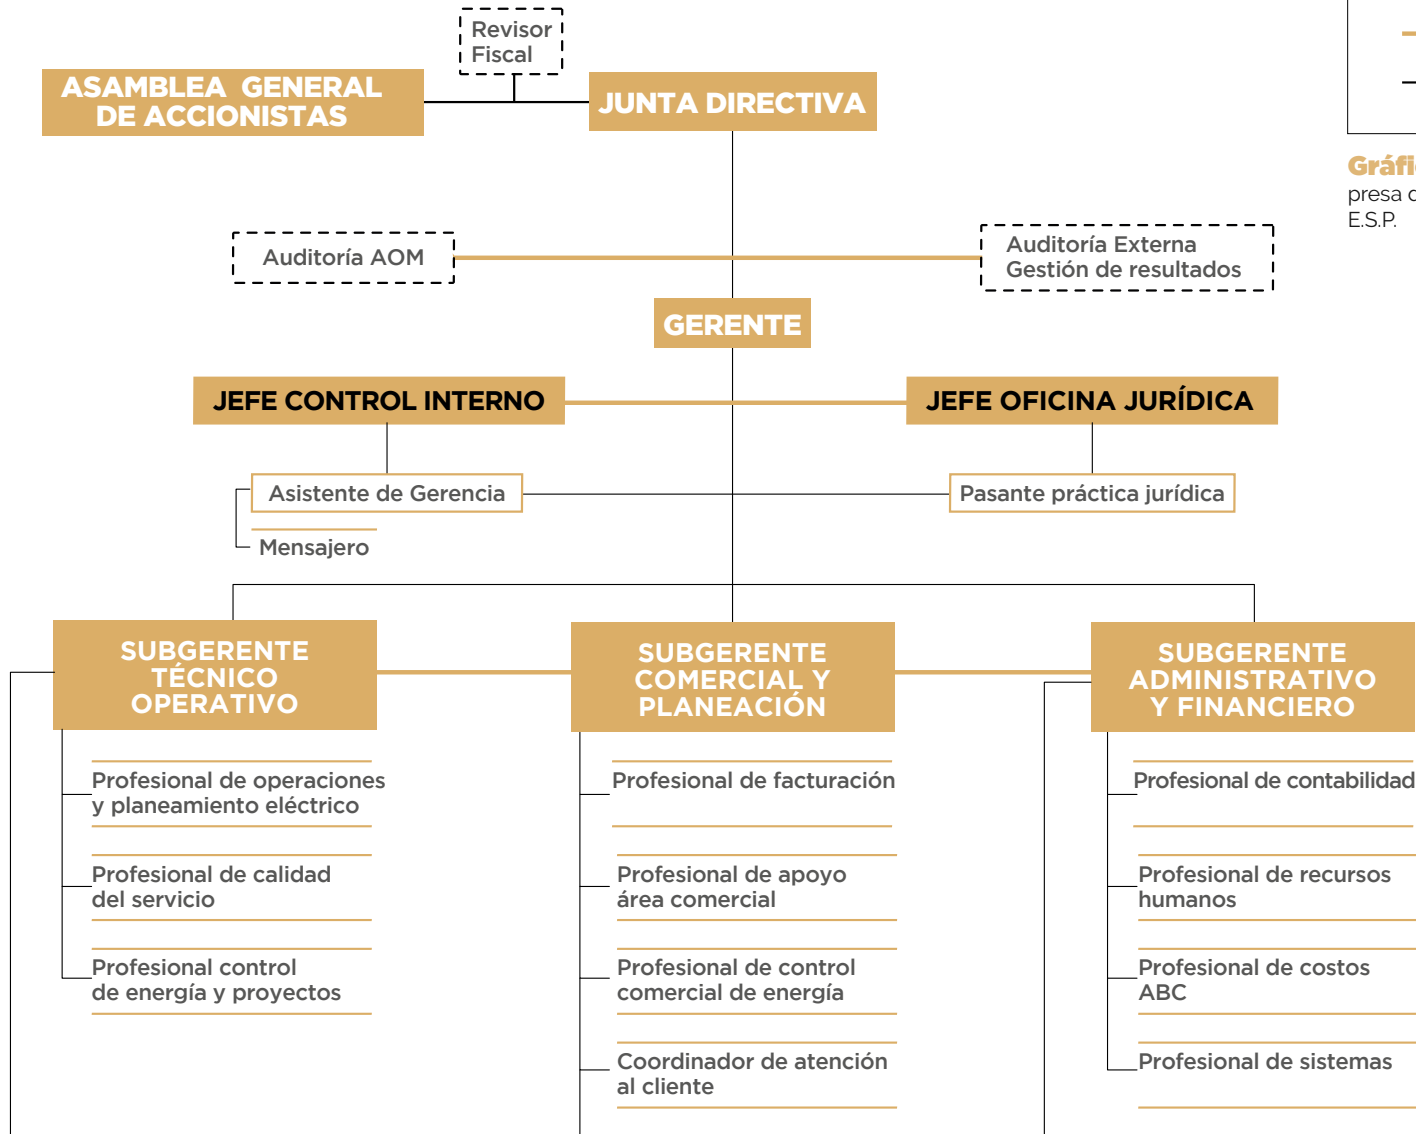 Revisor
Fiscal
ASAMBLEA GENERAL
DE ACCIONISTAS
JUNTA DIRECTIVA
presa
E.S.P.
Auditoría AOM
Auditoría Externa
Gestión de resultados
GERENTE
JEFE CONTROL INTERNO
JEFE OFICINA JURÍDICA
Asistente de Gerencia
Pasante práctica jurídica
Mensajero
SUBGERENTE
TÉCNICO
OPERATIVO
SUBGERENTE
COMERCIAL Y
PLANEACIÓN
SUBGERENTE
ADMINISTRATIVO
Y FINANCIERO
Profesional de operaciones
y planeamiento eléctrico
Profesional de facturación
Profesional de contabilidad
Profesional de calidad
del servicio
Profesional de apoyo
área comercial
Profesional de recursos
humanos
Profesional control
de energía y proyectos
Profesional de control
comercial de energía
Profesional de costos
ABC
Coordinador de atención
al cliente
Profesional de sistemas